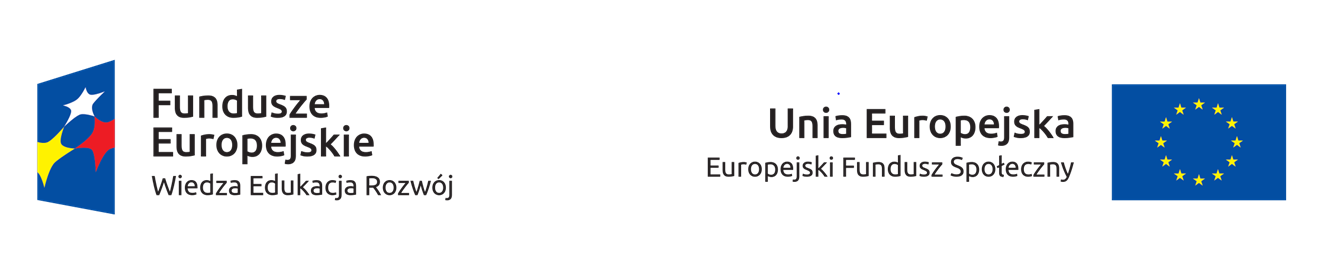 Fundusze
Europejskie
Wiedza Edukacja Rozwój
Unia Europejska
Europejski Fundusz Społeczny